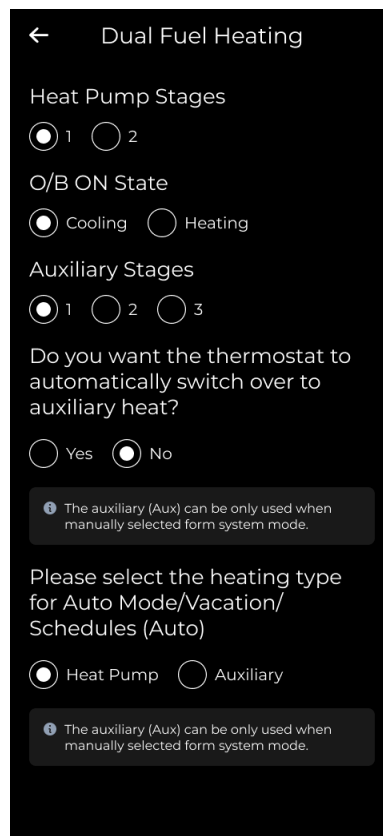 Dual Fuel Heating
Heat Pump Stages
1 2
O/B ON State
Cooling Heating
Auxiliary Stages
1 2 3
Do you want the thermostat to
automatically switch over to
auxiliary heat?
Yes No
The auxiliary (Aux) can be only used when
manually selected form system mode.
Please select the heating type
for Auto Mode/Vacation/
Schedules (Auto)
Heat Pump Auxiliary
The auxiliary (Aux) can be only used when
manually selected form system mode.